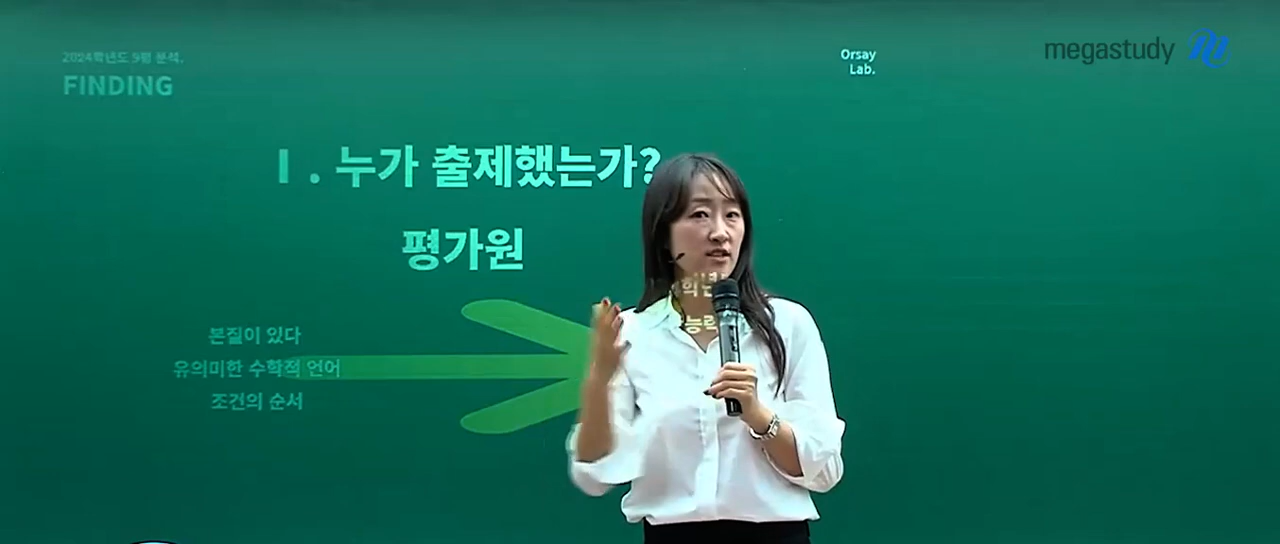 2024학년도 9평 분석.
FINDING
Orsay
Lab.
megastudy
Ⅰ. 누가 출제했는가?
평가원
본질이 있다
유의미한 수학적 언어
조건의 순서